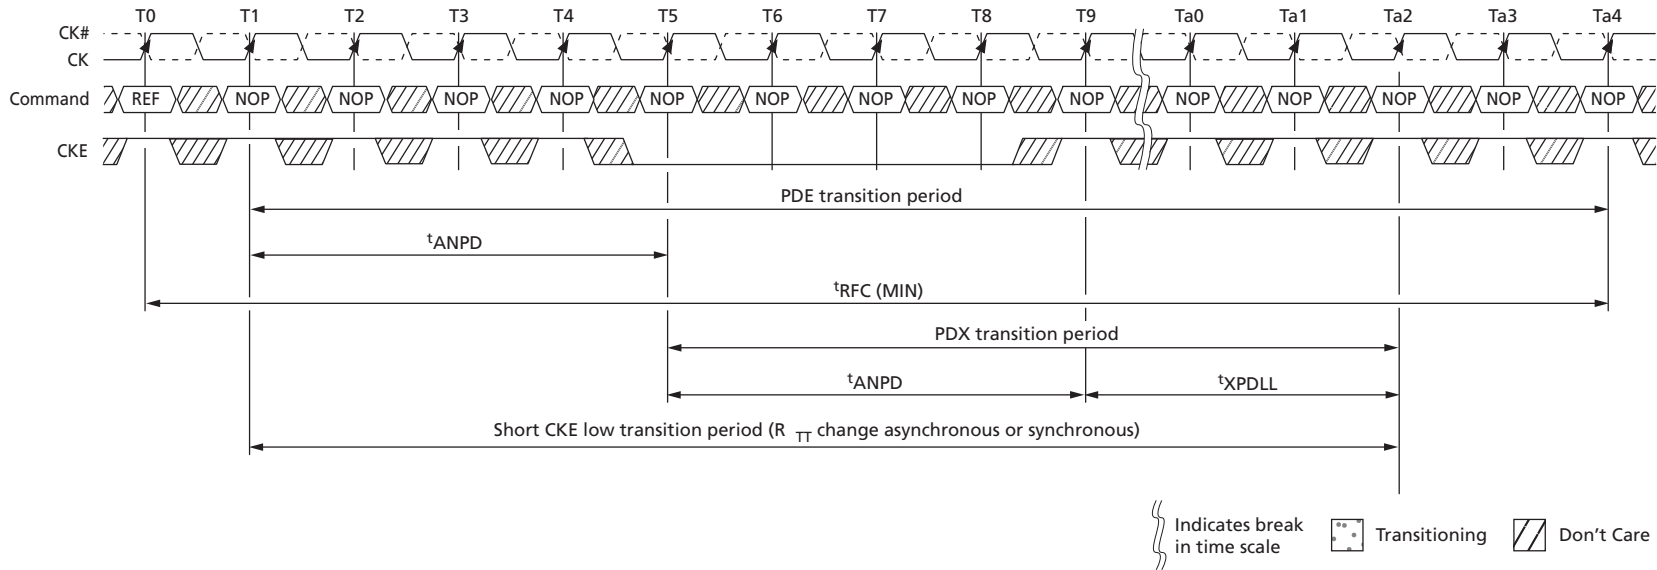 T0 T1 T2 T3 T4 T5 T6 T7 T8 T9 Ta0 Ta1 Ta2 Ta3 Ta4
CK#
CK
Command REF NOP NOP NOP NOP NOP NOP NOP NOP NOP NOP NOP NOP NOP NOP
CKE
PDE transition period
tANPD
tRFC (MIN)
PDX transition period
tANPD tXPDLL
Short CKE low transition period (R TT change asynchronous or synchronous)
Indicates break
in time scale
Transitioning
Don't Care